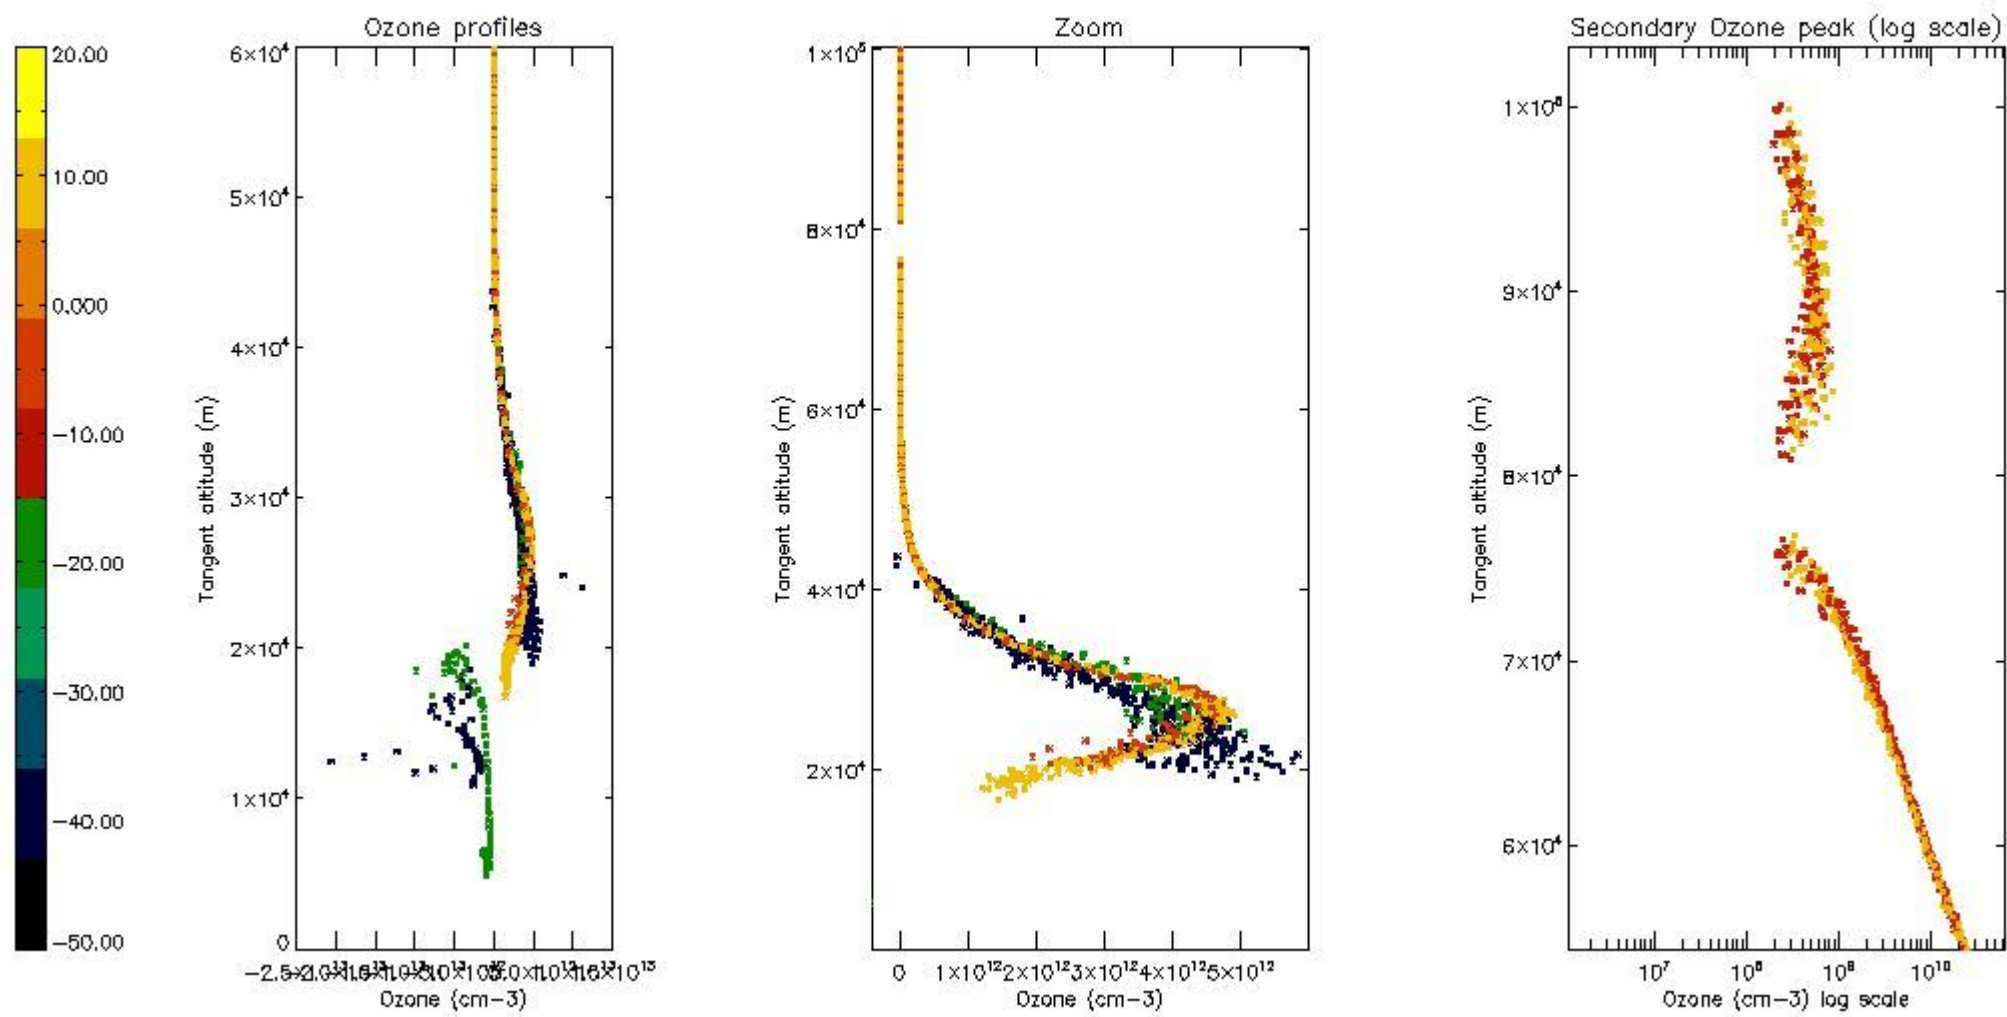 Ozone profiles
Zoom
Secondary Ozone peak (log scale)
20.00
10.00
0.000
−10.00
−20.00
−30.00
−40.00
−50.00
6×10⁴
5×10⁴
4×10⁴
3×10⁴
2×10⁴
1×10⁴
0
Tangent altitude (m)
Ozone (cm−3)
1×10⁵
8×10⁴
6×10⁴
4×10⁴
2×10⁴
Tangent altitude (m)
0 1×10¹² 2×10¹² 3×10¹² 4×10¹² 5×10¹²
Ozone (cm−3)
1×10⁵
9×10⁴
8×10⁴
7×10⁴
6×10⁴
Tangent altitude (m)
10⁷ 10⁸ 10⁹ 10¹⁰
Ozone (cm−3) log scale